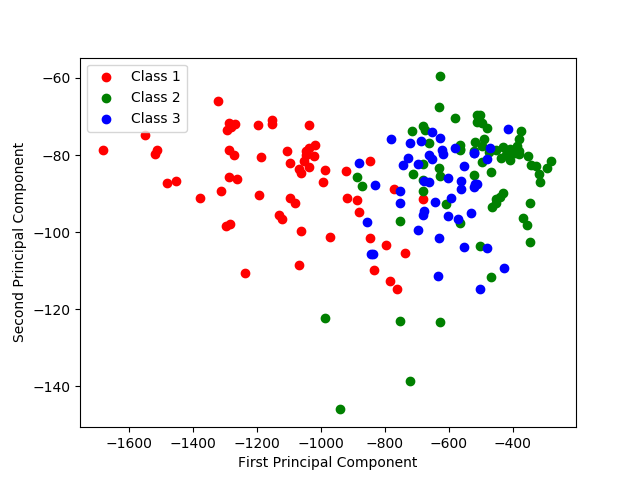 Class 1
Class 2
Class 3
−60
−80
−100
−120
−140
Second Principal Component
−1600 −1400 −1200 −1000 −800 −600 −400
First Principal Component